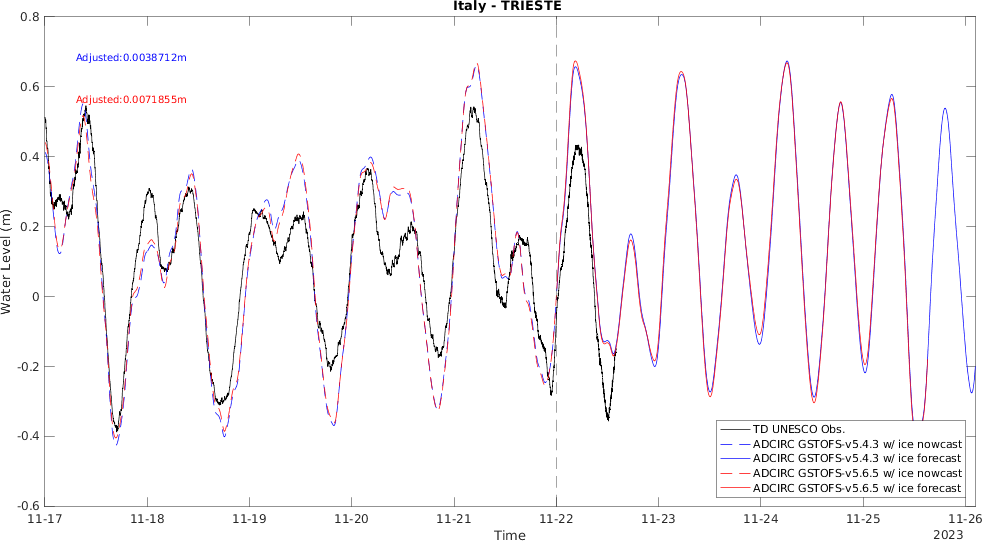 Italy - TRIESTE
Adjusted:0.0038712m
Adjusted:0.0071855m
Water Level (m)
0.8
0.6
0.4
0.2
0
-0.2
-0.4
-0.6
TD UNESCO Obs.
ADCIRC GSTOFS-v5.4.3 w/ ice nowcast
ADCIRC GSTOFS-v5.4.3 w/ ice forecast
ADCIRC GSTOFS-v5.6.5 w/ ice nowcast
ADCIRC GSTOFS-v5.6.5 w/ ice forecast
11-17 11-18 11-19 11-20 11-21 11-22 11-23 11-24 11-25 11-26
Time
2023